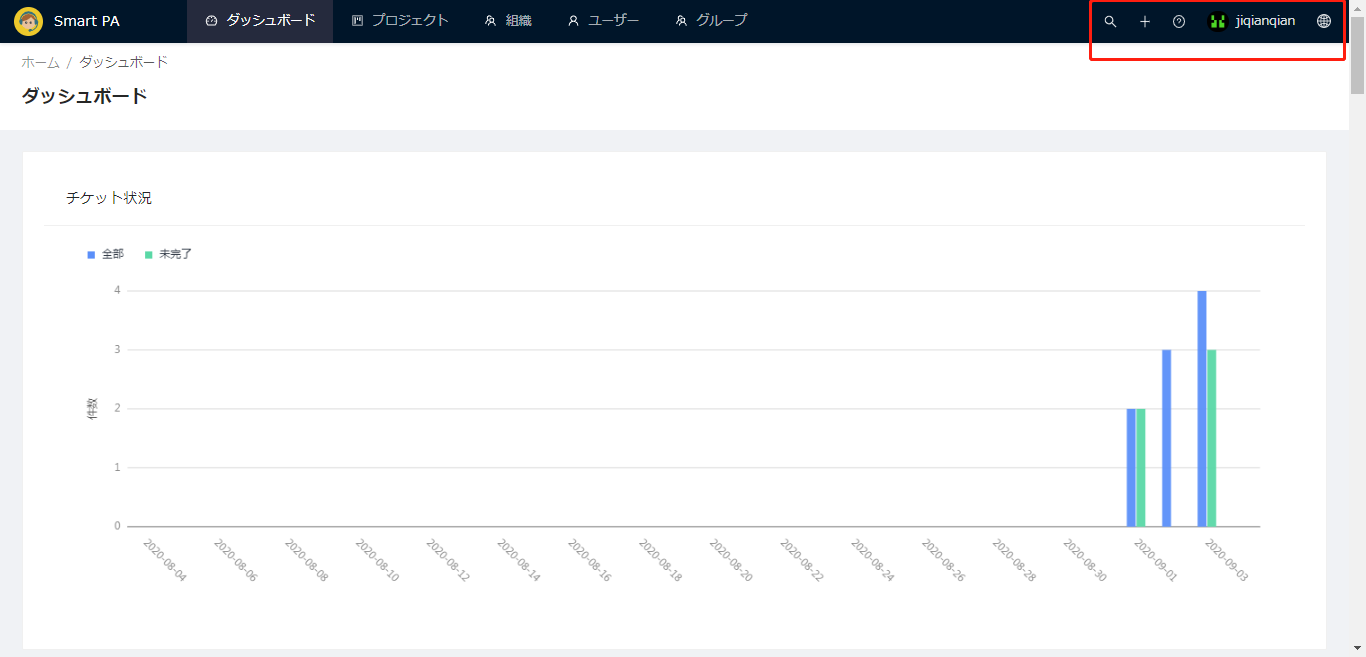 Smart PA ダッシュボード プロジェクト 組織 ユーザー グループ jiqianqian
ホーム / ダッシュボード
ダッシュボード
チケット状況
全部 未完了
4
3
件数
2
1
0
2020-08-04 2020-08-06 2020-08-08 2020-08-10 2020-08-12 2020-08-14 2020-08-16 2020-08-18 2020-08-20 2020-08-22 2020-08-24 2020-08-26 2020-08-28 2020-08-30 2020-09-01 2020-09-03